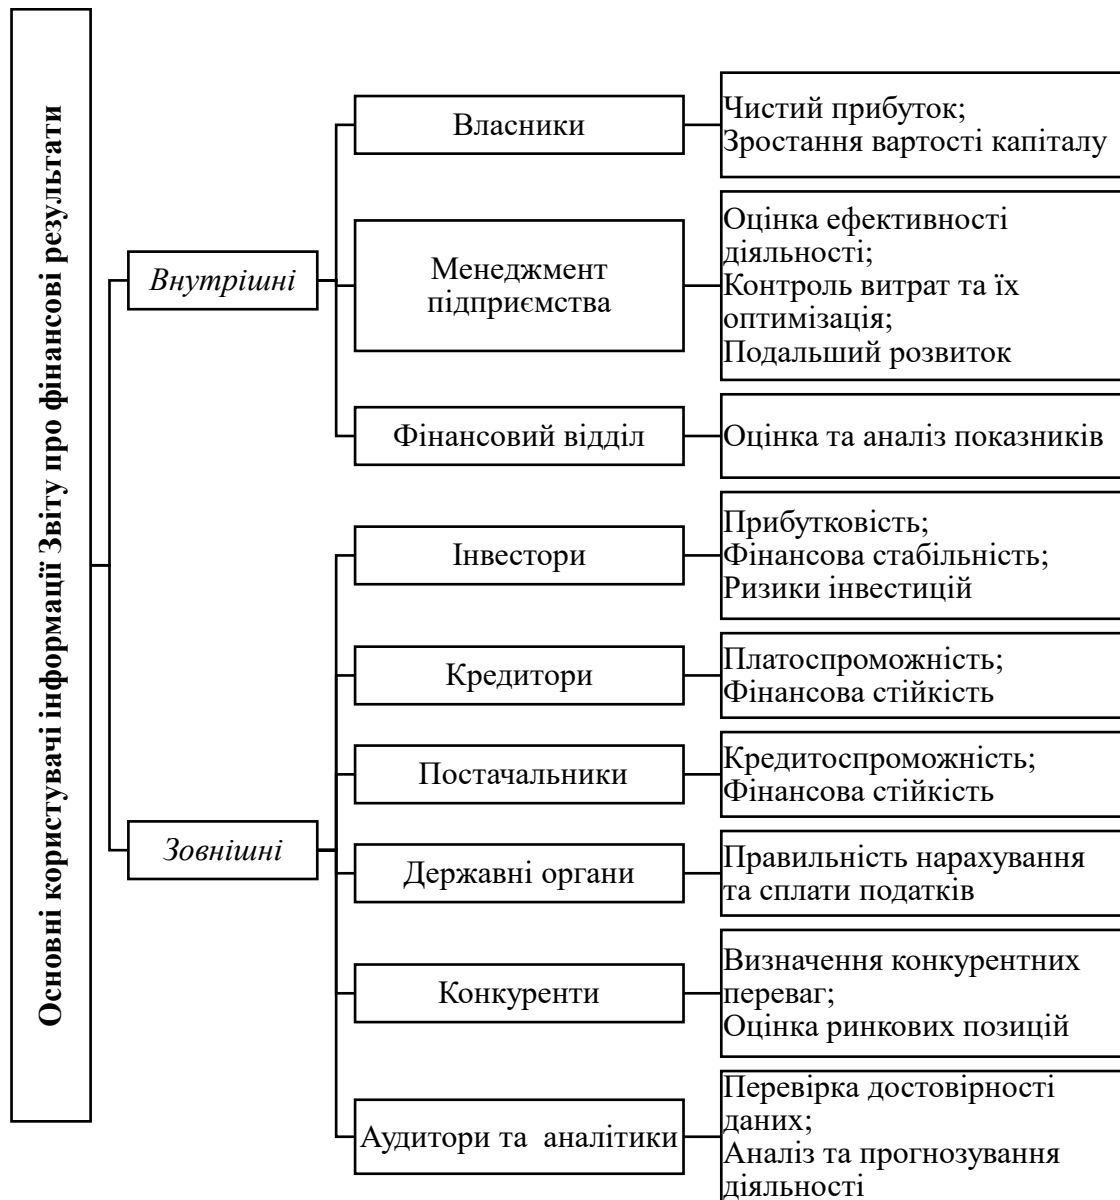 Основні користувачі інформації Звіту про фінансові результати
Внутрішні
Власники
Чистий прибуток;
Зростання вартості капіталу
Менеджмент
підприємства
Оцінка ефективності
діяльності;
Контроль витрат та їх
оптимізація;
Подальший розвиток
Фінансовий відділ
Оцінка та аналіз показників
Зовнішні
Інвестори
Прибутковість;
Фінансова стабільність;
Ризики інвестицій
Кредитори
Платоспроможність;
Фінансова стійкість
Постачальники
Кредитоспроможність;
Фінансова стійкість
Державні органи
Правильність нарахування
та сплати податків
Конкуренти
Визначення конкурентних
переваг;
Оцінка ринкових позицій
Аудитори та  аналітики
Перевірка достовірності
даних;
Аналіз та прогнозування
діяльності